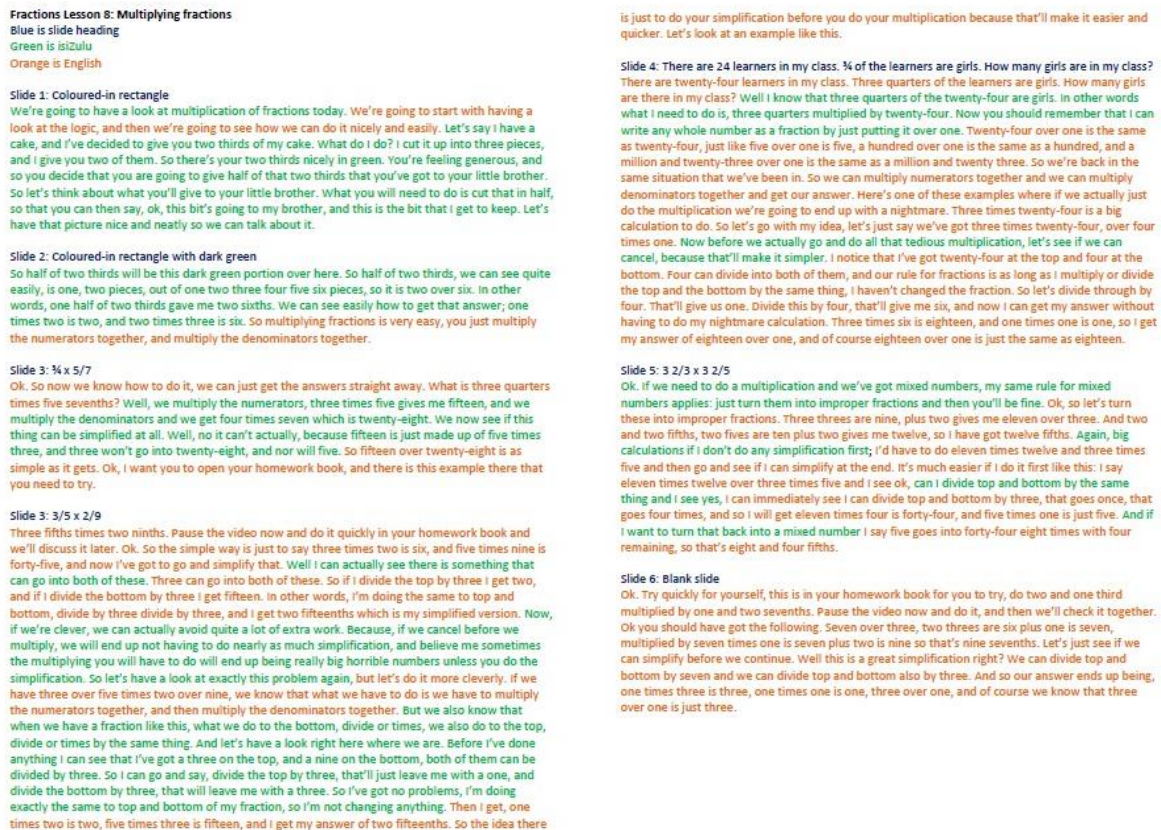 Fractions Lesson 8: Multiplying fractions
Blue is slide heading
Green is isiZulu
Orange is English
Slide 1: Coloured-in rectangle
We're going to have a look at multiplication of fractions today. We're going to start with having a
look at the logic, and then we're going to see how we can do it nicely and easily. Let's say I have a
cake, and I've decided to give you two thirds of my cake. What do I do? I cut it up into three pieces,
and I give you two of them. So there's your two thirds nicely in green. You're feeling generous, and
so you decide that you are going to give half of that two thirds that you've got to your little brother.
So let's think about what you'll give to your little brother. What you will need to do is cut that in half,
so that you can then say, ok, this bit's going to my brother, and this is the bit that I get to keep. Let's
have that picture nice and neatly so we can talk about it.
Slide 2: Coloured-in rectangle with dark green
So half of two thirds will be this dark green portion over here. So half of two thirds, we can see quite
easily, is one, two pieces, out of one two three four five six pieces, so it is two over six. In other
words, one half of two thirds gave me two sixths. We can see easily how to get that answer; one
times two is two, and two times three is six. So multiplying fractions is very easy, you just multiply
the numerators together, and multiply the denominators together.
Slide 3: ¾ x 5/7
Ok. So now we know how to do it, we can just get the answers straight away. What is three quarters
times five sevenths? Well, we multiply the numerators, three times five gives me fifteen, and we
multiply the denominators and we get four times seven which is twenty-eight. We now see if this
thing can be simplified at all. Well, no it can't actually, because fifteen is just made up of five times
three, and three won't go into twenty-eight, and nor will five. So fifteen over twenty-eight is as
simple as it gets. Ok, I want you to open your homework book, and there is this example there that
you need to try.
Slide 3: 3/5 x 2/9
Three fifths times two ninths. Pause the video now and do it quickly in your homework book and
we'll discuss it later. Ok. So the simple way is just to say three times two is six, and five times nine is
forty-five, and now I've got to go and simplify that. Well I can actually see there is something that
can go into both of these. Three can go into both of these. So if I divide the top by three I get two,
and if I divide the bottom by three I get fifteen. In other words, I'm doing the same to top and
bottom, divide by three divide by three, and I get two fifteenths which is my simplified version. Now,
if we're clever, we can actually avoid quite a lot of extra work. Because, if we cancel before we
multiply, we will end up not having to do nearly as much simplification, and believe me sometimes
the multiplying you will have to do will end up being really big horrible numbers unless you do the
simplification. So let's have a look at exactly this problem again, but let's do it more cleverly. If we
have three over five times two over nine, we know that what we have to do is we have to multiply
the numerators together, and then multiply the denominators together. But we also know that
when we have a fraction like this, what we do to the bottom, divide or times, we also do to the top,
divide or times by the same thing. And let's have a look right here where we are. Before I've done
anything I can see that I've got a three on the top, and a nine on the bottom, both of them can be
divided by three. So I can go and say, divide the top by three, that'll just leave me with a one, and
divide the bottom by three, that will leave me with a three. So I've got no problems, I'm doing
exactly the same to top and bottom of my fraction, so I'm not changing anything. Then I get, one
times two is two, five times three is fifteen, and I get my answer of two fifteenths. So the idea there
is just to do your simplification before you do your multiplication because that'll make it easier and
quicker. Let's look at an example like this.
Slide 4: There are 24 learners in my class. ¾ of the learners are girls. How many girls are in my class?
There are twenty-four learners in my class. Three quarters of the learners are girls. How many girls
are there in my class? Well I know that three quarters of the twenty-four are girls. In other words
what I need to do is, three quarters multiplied by twenty-four. Now you should remember that I can
write any whole number as a fraction by just putting it over one. Twenty-four over one is the same
as twenty-four, just like five over one is five, a hundred over one is the same as a hundred, and a
million and twenty-three over one is the same as a million and twenty three. So we're back in the
same situation that we've been in. So we can multiply numerators together and we can multiply
denominators together and get our answer. Here's one of these examples where if we actually just
do the multiplication we're going to end up with a nightmare. Three times twenty-four is a big
calculation to do. So let's go with my idea, let's just say we've got three times twenty-four, over four
times one. Now before we actually go and do all that tedious multiplication, let's see if we can
cancel, because that'll make it simpler. I notice that I've got twenty-four at the top and four at the
bottom. Four can divide into both of them, and our rule for fractions is as long as I multiply or divide
the top and the bottom by the same thing, I haven't changed the fraction. So let's divide through by
four. That'll give us one. Divide this by four, that'll give me six, and now I can get my answer without
having to do my nightmare calculation. Three times six is eighteen, and one times one is one, so I get
my answer of eighteen over one, and of course eighteen over one is just the same as eighteen.
Slide 5: 3 2/3 x 3 2/5
Ok. If we need to do a multiplication and we've got mixed numbers, my same rule for mixed
numbers applies: just turn them into improper fractions and then you'll be fine. Ok, so let's turn
these into improper fractions. Three threes are nine, plus two gives me eleven over three. And two
and two fifths, two fives are ten plus two gives me twelve, so I have got twelve fifths. Again, big
calculations if I don't do any simplification first; I'd have to do eleven times twelve and three times
five and then go and see if I can simplify at the end. It's much easier if I do it first like this: I say
eleven times twelve over three times five and I see ok, can I divide top and bottom by the same
thing and I see yes, I can immediately see I can divide top and bottom by three, that goes once, that
goes four times, and so I will get eleven times four is forty-four, and five times one is just five. And if
I want to turn that back into a mixed number I say five goes into forty-four eight times with four
remaining, so that's eight and four fifths.
Slide 6: Blank slide
Ok. Try quickly for yourself, this is in your homework book for you to try, do two and one third
multiplied by one and two sevenths. Pause the video now and do it, and then we'll check it together.
Ok you should have got the following. Seven over three, two threes are six plus one is seven,
multiplied by seven times one is seven plus two is nine so that's nine sevenths. Let's just see if we
can simplify before we continue. Well this is a great simplification right? We can divide top and
bottom by seven and we can divide top and bottom also by three. And so our answer ends up being,
one times three is three, one times one is one, three over one, and of course we know that three
over one is just three.